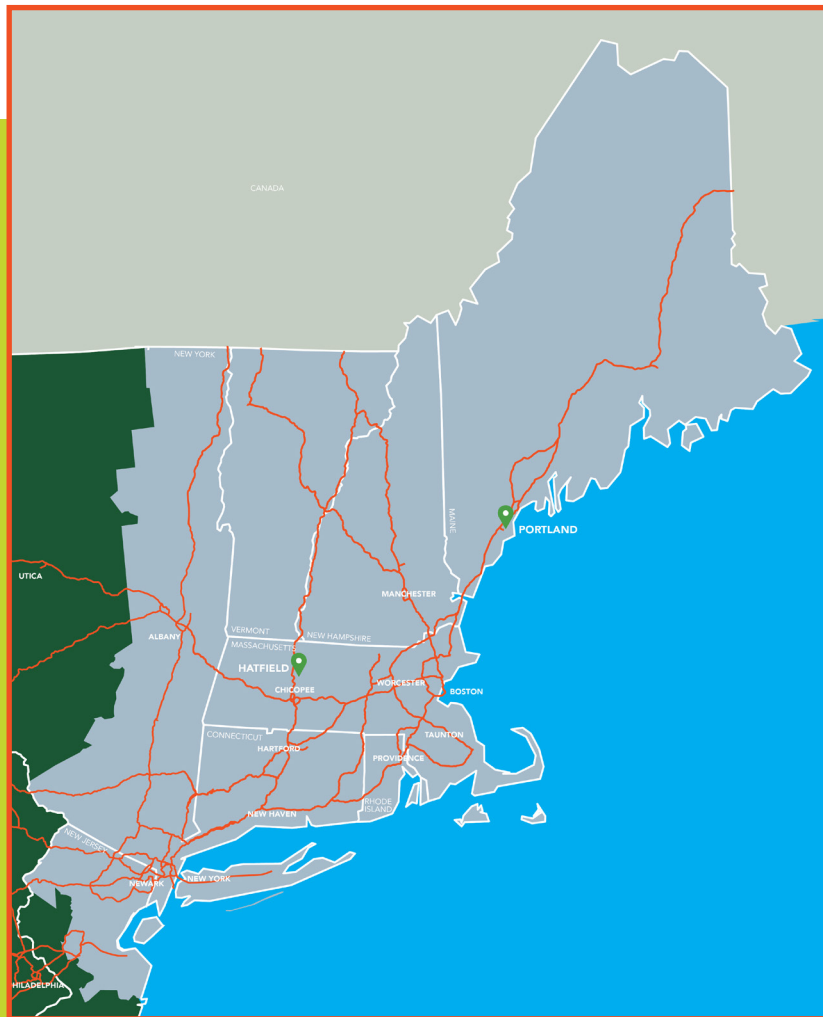 CANADA
NEW YORK
MAINE
PORTLAND
UTICA
MANCHESTER
ALBANY
VERMONT
NEW HAMPSHIRE
MASSACHUSETTS
HATFIELD
CHICOPEE
WORCESTER
BOSTON
CONNECTICUT
TAUNTON
HARTFORD
PROVIDENCE
RHODE
ISLAND
NEW HAVEN
NEW JERSEY
NEWARK
NEW YORK
HILADELPHIA